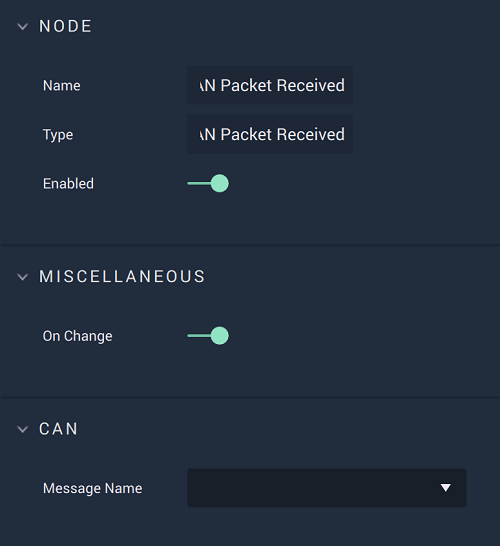 NODE
Name
AN Packet Received
Type
AN Packet Received
Enabled
MISCELLANEOUS
On Change
CAN
Message Name